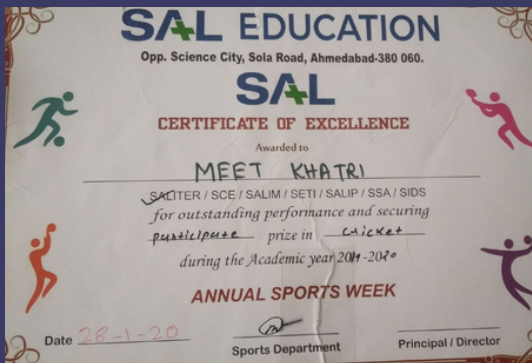 SAL EDUCATION
Opp. Science City, Sola Road, Ahmedabad-380 060.
SAL
CERTIFICATE OF EXCELLENCE
Awarded to
MEET KHATRI
SALITER / SCE / SALIM / SETI / SALIP / SSA / SIDS
for outstanding performance and securing
participate prize in cricket
during the Academic year 2019-2020
ANNUAL SPORTS WEEK
Date 28-1-20
Sports Department
Principal / Director